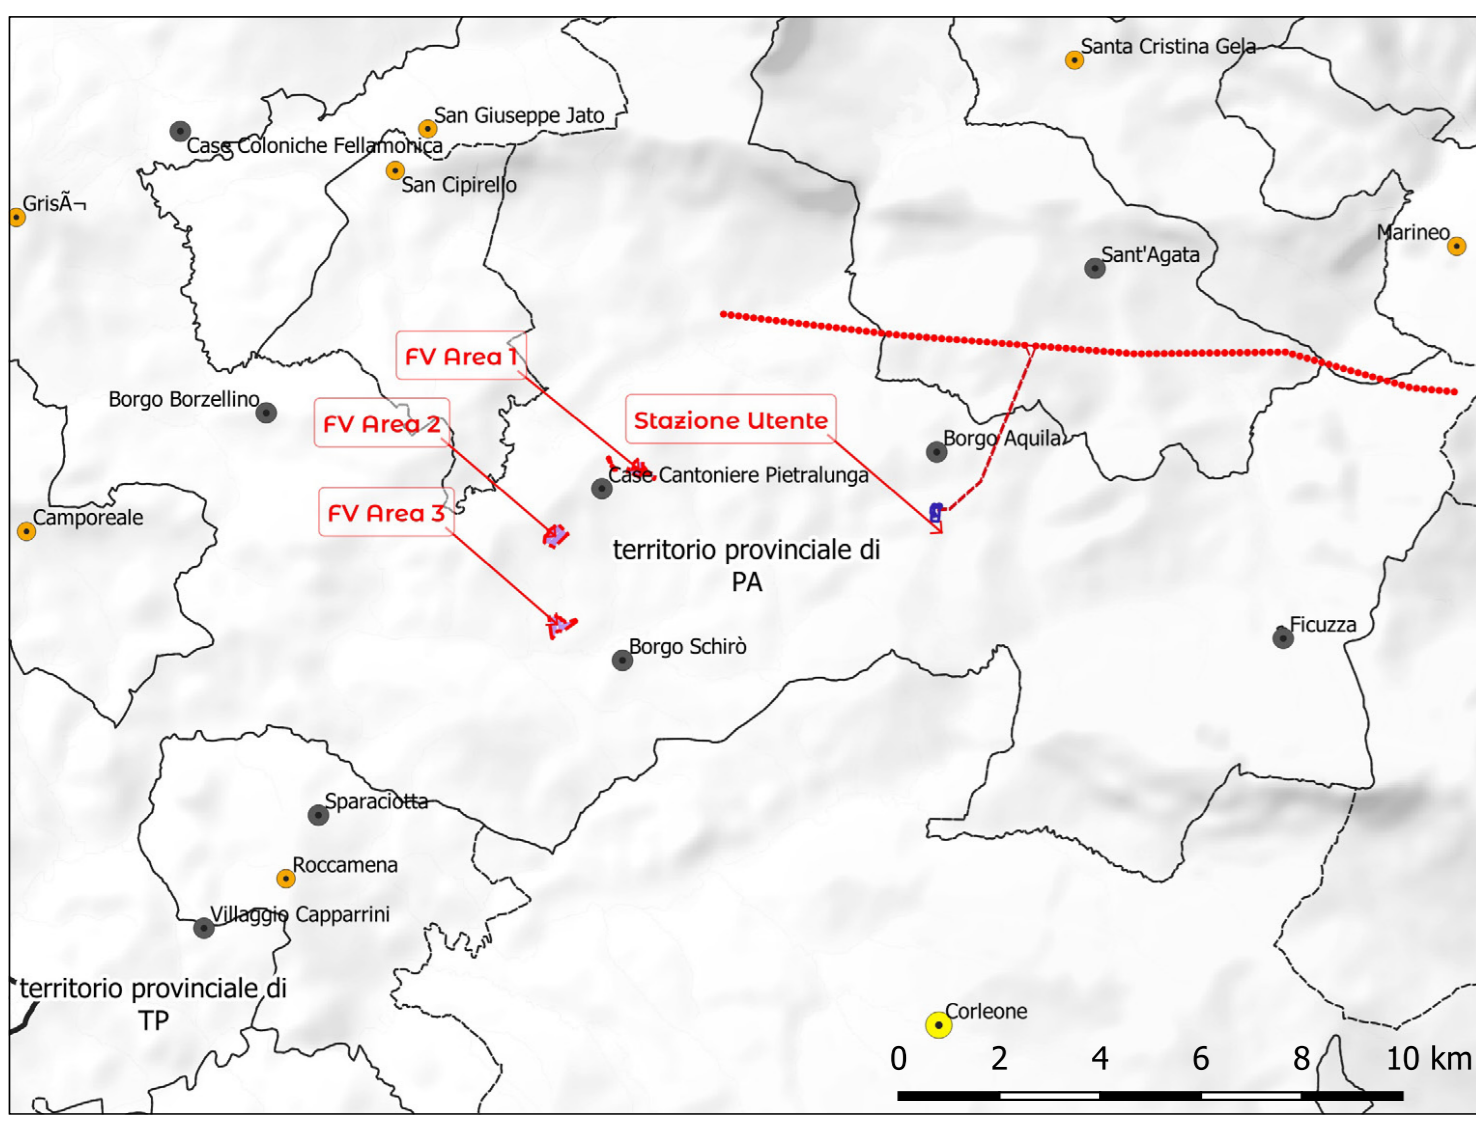 Santa Cristina Gela
San Giuseppe Jato
Case Coloniche Fellamonica
San Cipirello
GrisÃ¬
Marineo
Sant'Agata
FV Area 1
Borgo Borzellino
FV Area 2
Stazione Utente
Borgo Aquila
Case Cantoniere Pietralunga
FV Area 3
Camporeale
territorio provinciale di
PA
Ficuzza
Borgo Schirò
Sparaciotta
Roccamena
Villaggio Capparrini
territorio provinciale di
TP
Corleone
0 2 4 6 8 10 km